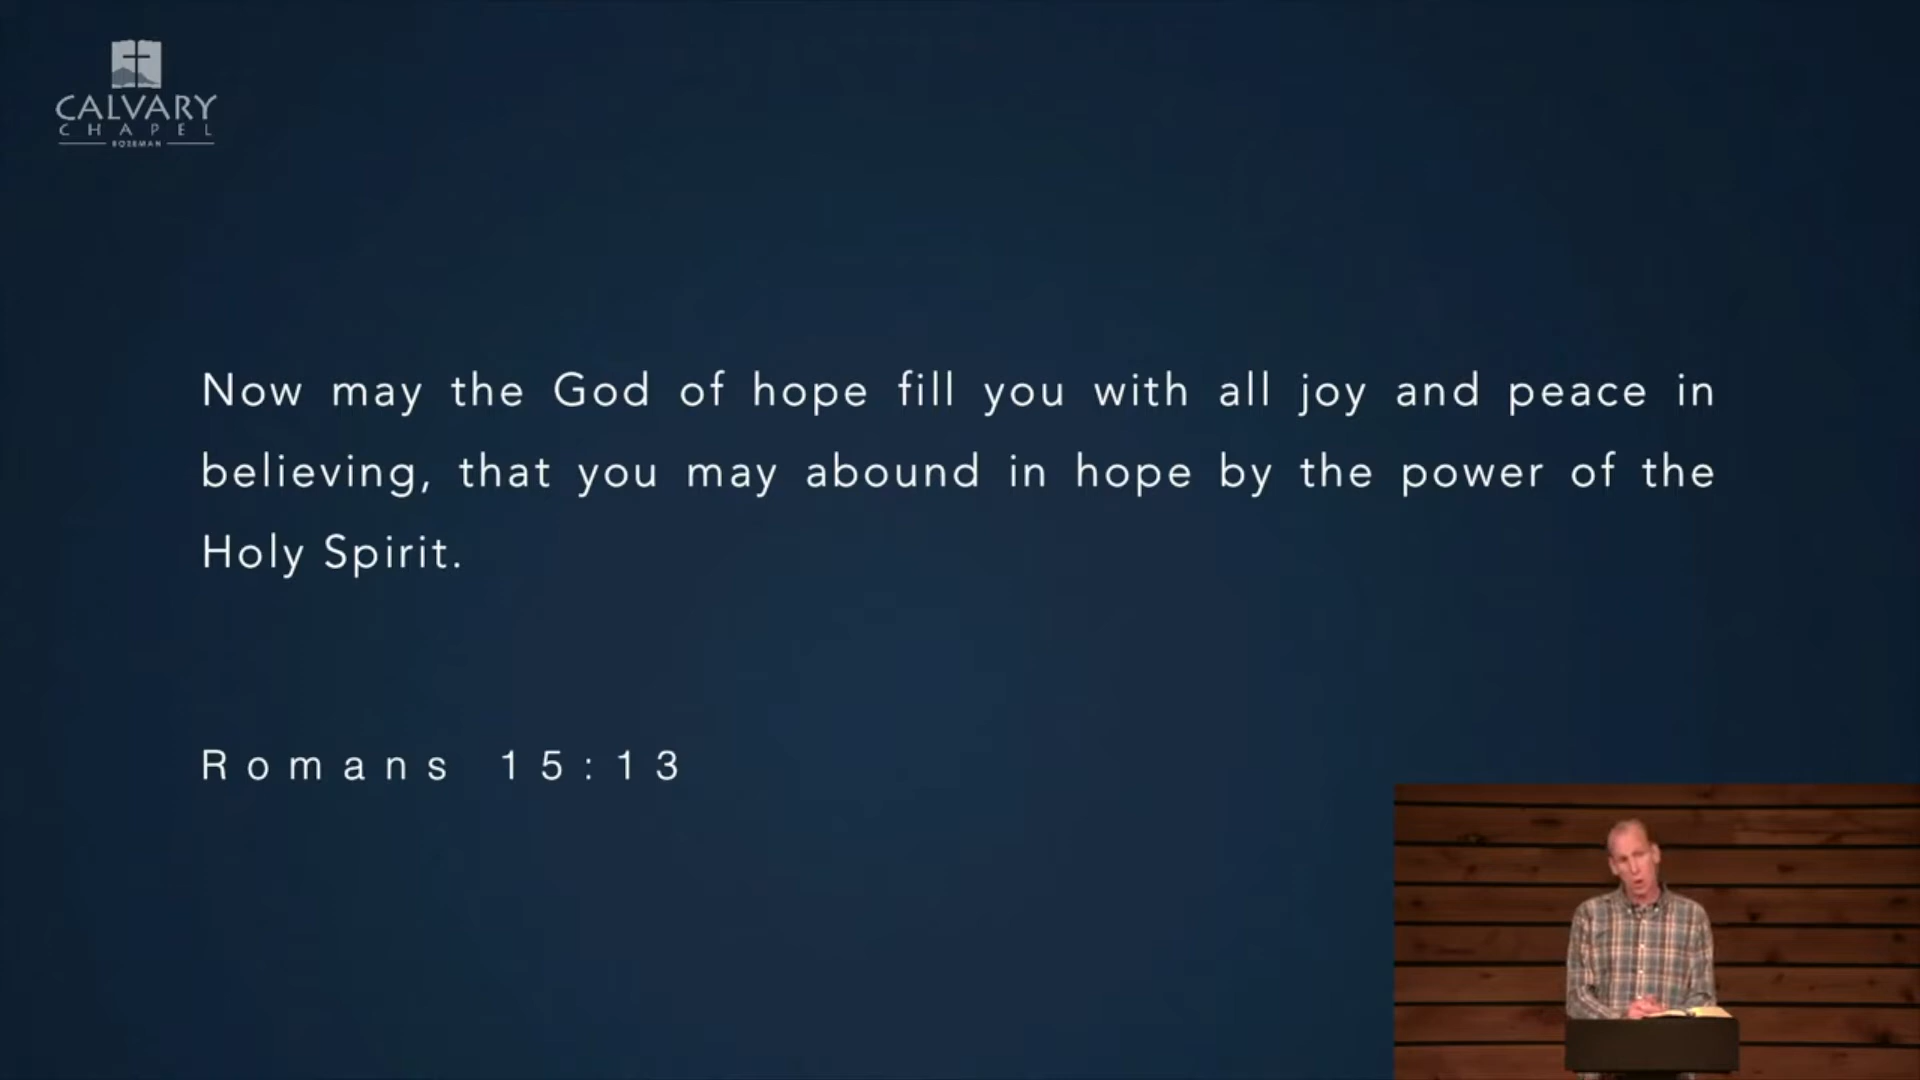 CALVARY
CHAPEL
BOZEMAN
Now may the God of hope fill you with all joy and peace in
believing, that you may abound in hope by the power of the
Holy Spirit.
Romans 15:13